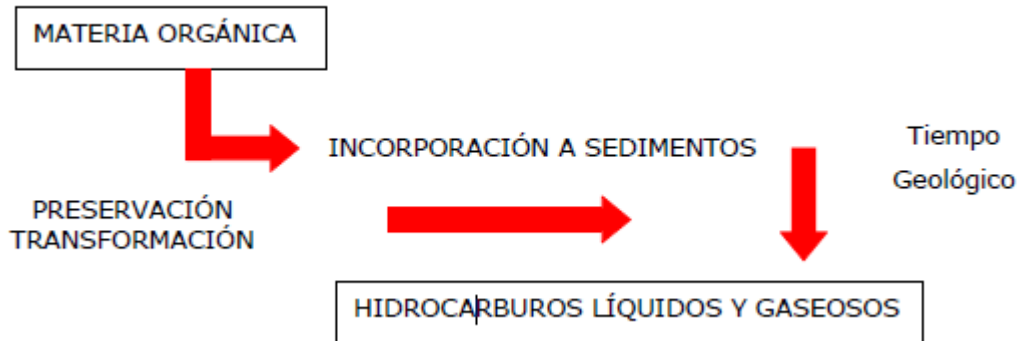 MATERIA ORGÁNICA
INCORPORACIÓN A SEDIMENTOS
Tiempo
Geológico
PRESERVACIÓN
TRANSFORMACIÓN
HIDROCARBUROS LÍQUIDOS Y GASEOSOS